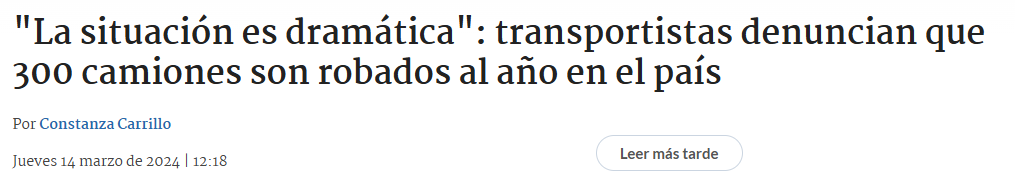 "La situación es dramática": transportistas denuncian que
300 camiones son robados al año en el país
Por Constanza Carrillo
Jueves 14 marzo de 2024 | 12:18
Leer más tarde